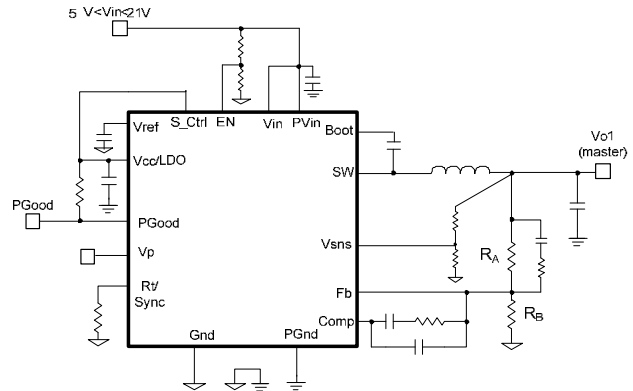 5 V<Vin<21V
S_Ctrl EN Vin PVin
Vref
Boot
Vo1
(master)
Vcc/LDO
SW
PGood
PGood
Vsns
Vp
RA
Rt/
Sync
Fb
RB
Comp
Gnd
PGnd